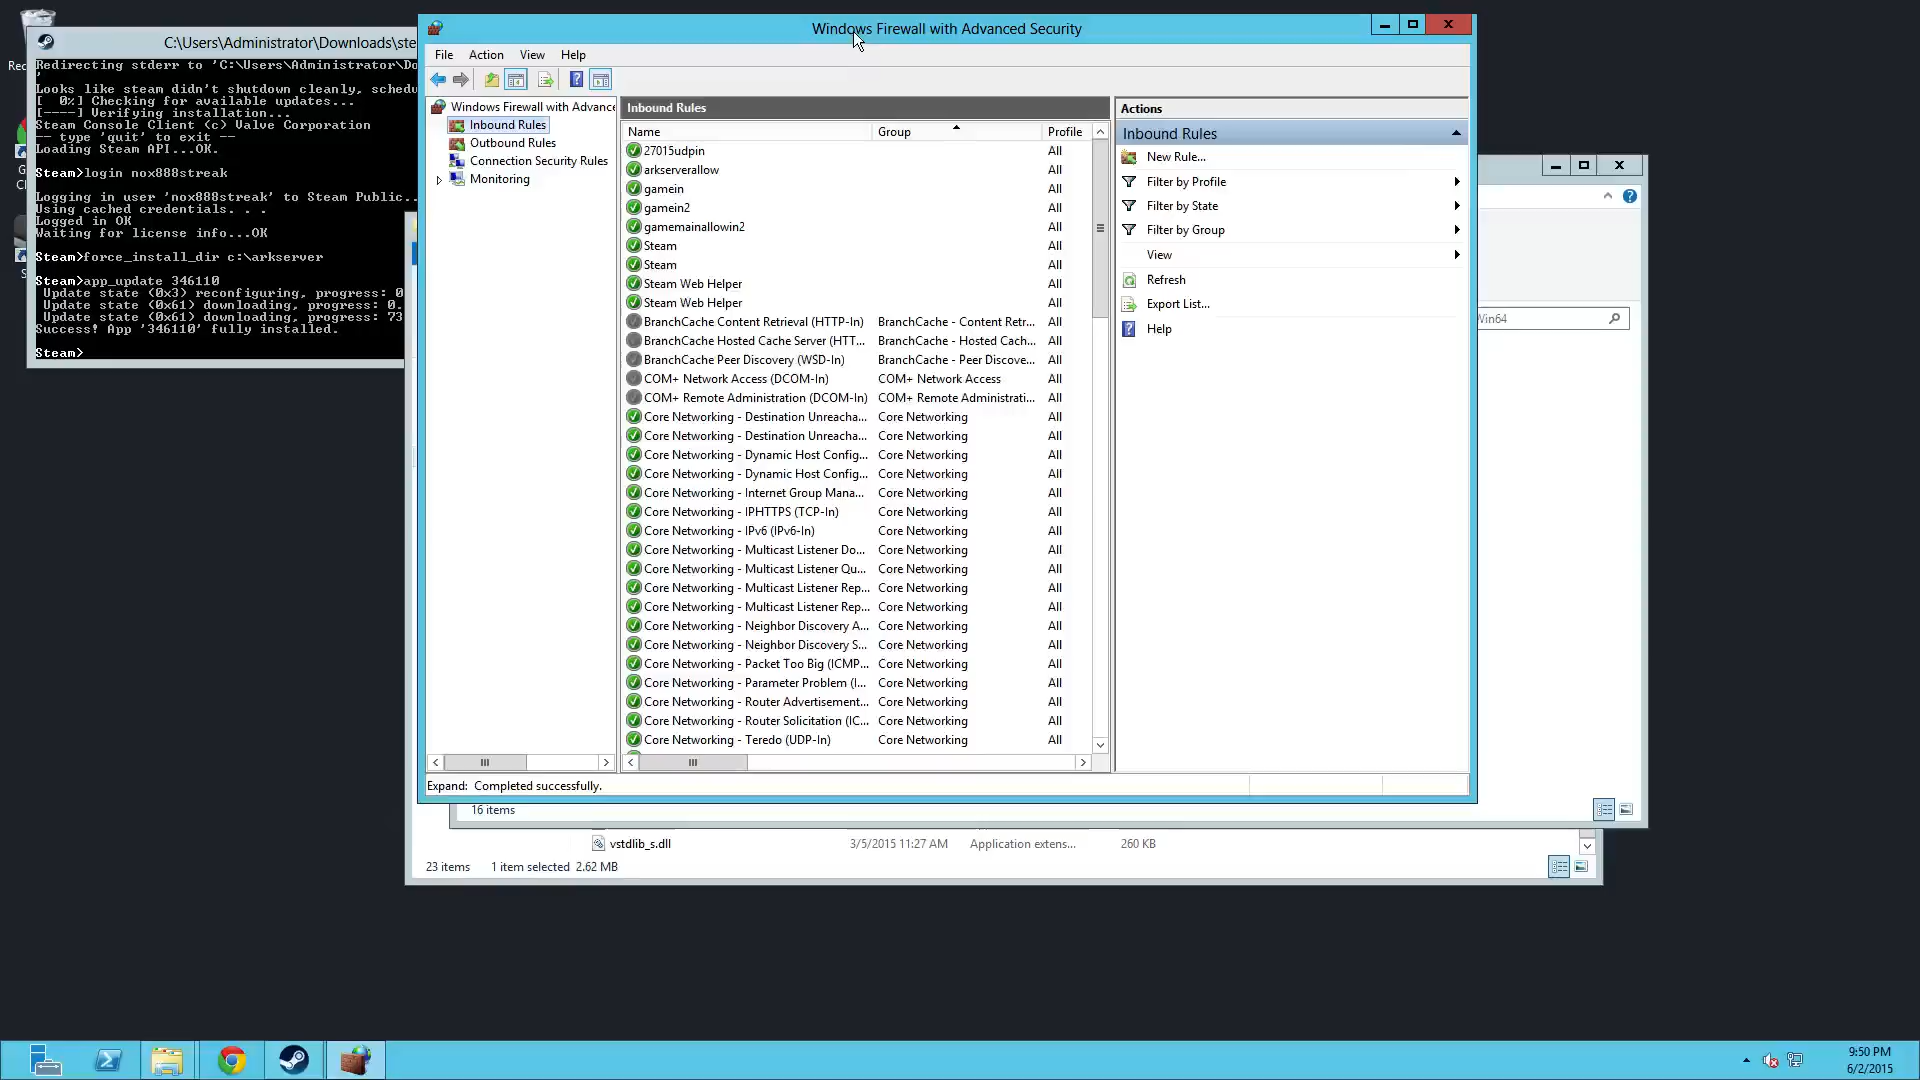 C:\Users\Administrator\Downloads\ste
Redirecting stderr to 'C:\Users\Administrator\Do
'
Looks like steam didn't shutdown cleanly, schedu
[  0%] Checking for available updates...
[----] Verifying installation...
Steam Console Client (c) Valve Corporation
-- type 'quit' to exit --
Loading Steam API...OK.
Steam>login nox888streak
Logging in user 'nox888streak' to Steam Public..
Using cached credentials. . .
Logged in OK
Waiting for license info...OK
Steam>force_install_dir c:\arkserver
Steam>app_update 346110
Update state (0x3) reconfiguring, progress: 0
Update state (0x61) downloading, progress: 0.
Update state (0x61) downloading, progress: 73
Success! App '346110' fully installed.
Steam>
Windows Firewall with Advanced Security
File Action View Help
Windows Firewall with Advance
Inbound Rules
Outbound Rules
Connection Security Rules
Monitoring
Inbound Rules
Name Group Profile
27015udpin All
arkserverallow All
gamein All
gamein2 All
gamemainallowin2 All
Steam All
Steam All
Steam Web Helper All
Steam Web Helper All
BranchCache Content Retrieval (HTTP-In) BranchCache - Content Retr... All
BranchCache Hosted Cache Server (HTT... BranchCache - Hosted Cach... All
BranchCache Peer Discovery (WSD-In) BranchCache - Peer Discove... All
COM+ Network Access (DCOM-In) COM+ Network Access All
COM+ Remote Administration (DCOM-In) COM+ Remote Administrati... All
Core Networking - Destination Unreacha... Core Networking All
Core Networking - Destination Unreacha... Core Networking All
Core Networking - Dynamic Host Config... Core Networking All
Core Networking - Dynamic Host Config... Core Networking All
Core Networking - Internet Group Mana... Core Networking All
Core Networking - IPHTTPS (TCP-In) Core Networking All
Core Networking - IPv6 (IPv6-In) Core Networking All
Core Networking - Multicast Listener Do... Core Networking All
Core Networking - Multicast Listener Qu... Core Networking All
Core Networking - Multicast Listener Rep... Core Networking All
Core Networking - Multicast Listener Rep... Core Networking All
Core Networking - Neighbor Discovery A... Core Networking All
Core Networking - Neighbor Discovery S... Core Networking All
Core Networking - Packet Too Big (ICMP... Core Networking All
Core Networking - Parameter Problem (I... Core Networking All
Core Networking - Router Advertisement... Core Networking All
Core Networking - Router Solicitation (IC... Core Networking All
Core Networking - Teredo (UDP-In) Core Networking All
Actions
Inbound Rules
New Rule...
Filter by Profile
Filter by State
Filter by Group
View
Refresh
Export List...
Help
Expand: Completed successfully.
Win64
16 items
vstdlib_s.dll 3/5/2015 11:27 AM Application extens... 260 KB
23 items 1 item selected 2.62 MB
9:50 PM
6/2/2015